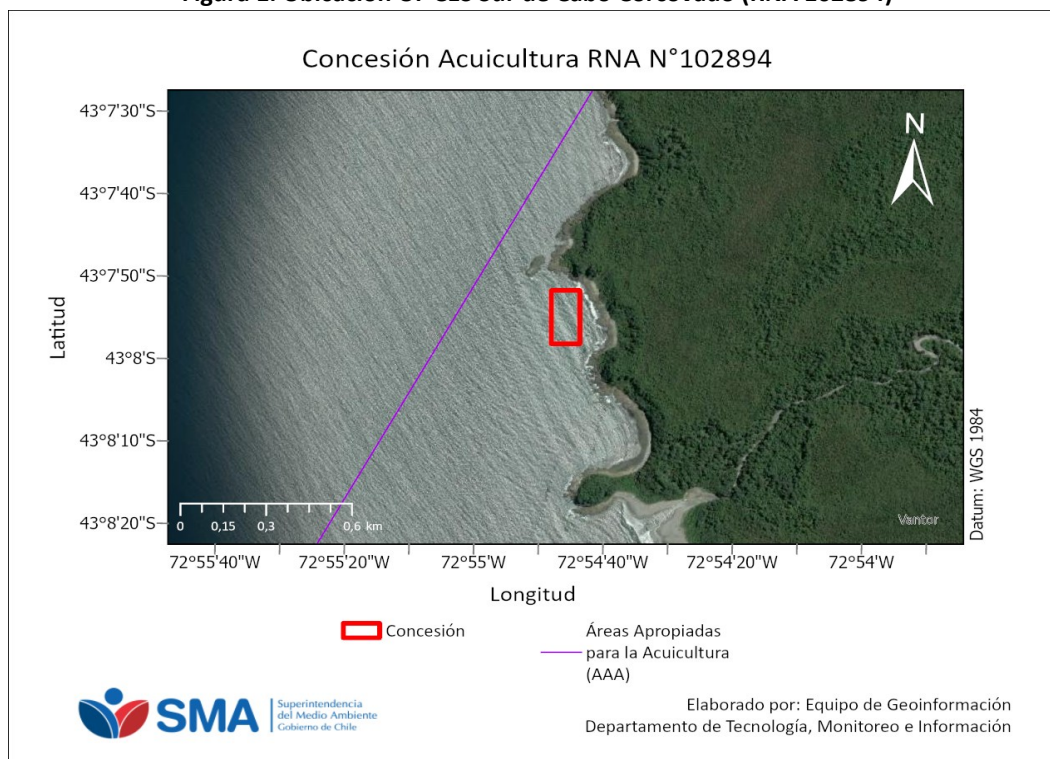 Concesión Acuicultura RNA N°102894
43°7'30"S
43°7'40"S
43°7'50"S
43°8'S
43°8'10"S
43°8'20"S
Latitud
N
Datum: WGS 1984
0 0,15 0,3 0,6 km
Vantor
72°55'40"W 72°55'20"W 72°55'W 72°54'40"W 72°54'20"W 72°54'W
Longitud
Concesión
Áreas Apropiadas
para la Acuicultura
(AAA)
SMA
Superintendencia
del Medio Ambiente
Gobierno de Chile
Elaborado por: Equipo de Geoinformación
Departamento de Tecnología, Monitoreo e Información